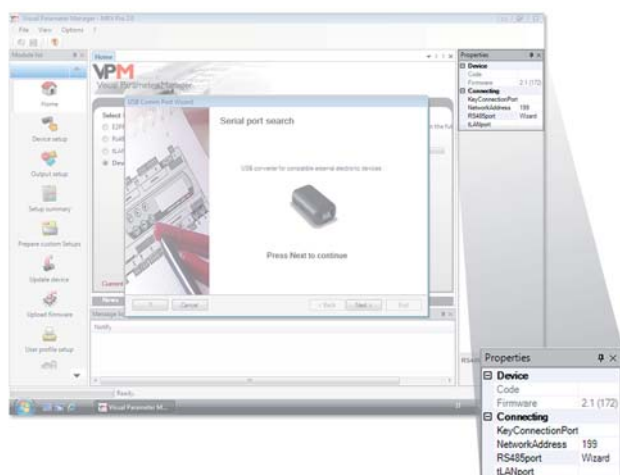 Visual Parameter Manager - MRX Pro 2.0
File View Options ?
Module list
Home
Device setup
Output setup
Setup summary
Prepare custom Setups
Update device
Upload firmware
User profile setup
Home
VPM
Visual Parameter Manager
USB Comm Port Wizard
Serial port search
USB converter for compatible external electronic devices
Press Next to continue
? Cancel < Back Next > End
News
Notify
Ready
Visual Parameter M...
Properties
Device
Code
Firmware 2.1 (172)
Connecting
KeyConnectionPort
NetworkAddress 199
RS485port Wizard
tLANport
Properties
Device
Code
Firmware 2.1 (172)
Connecting
KeyConnectionPort
NetworkAddress 199
RS485port Wizard
tLANport